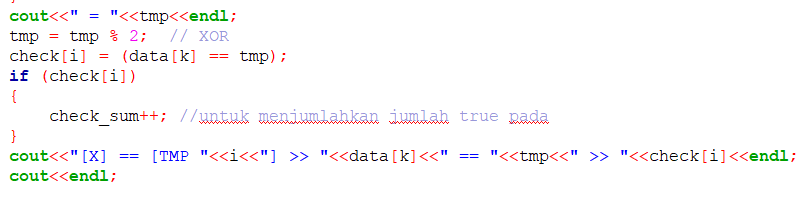 cout<<" = "<<tmp<<endl;
tmp = tmp % 2;  // XOR
check[i] = (data[k] == tmp);
if (check[i])
{
    check_sum++; //untuk menjumlahkan jumlah true pada
}
cout<<"[X] == [TMP "<<i<<"] >> "<<data[k]<<" == "<<tmp<<" >> "<<check[i]<<endl;
cout<<endl;